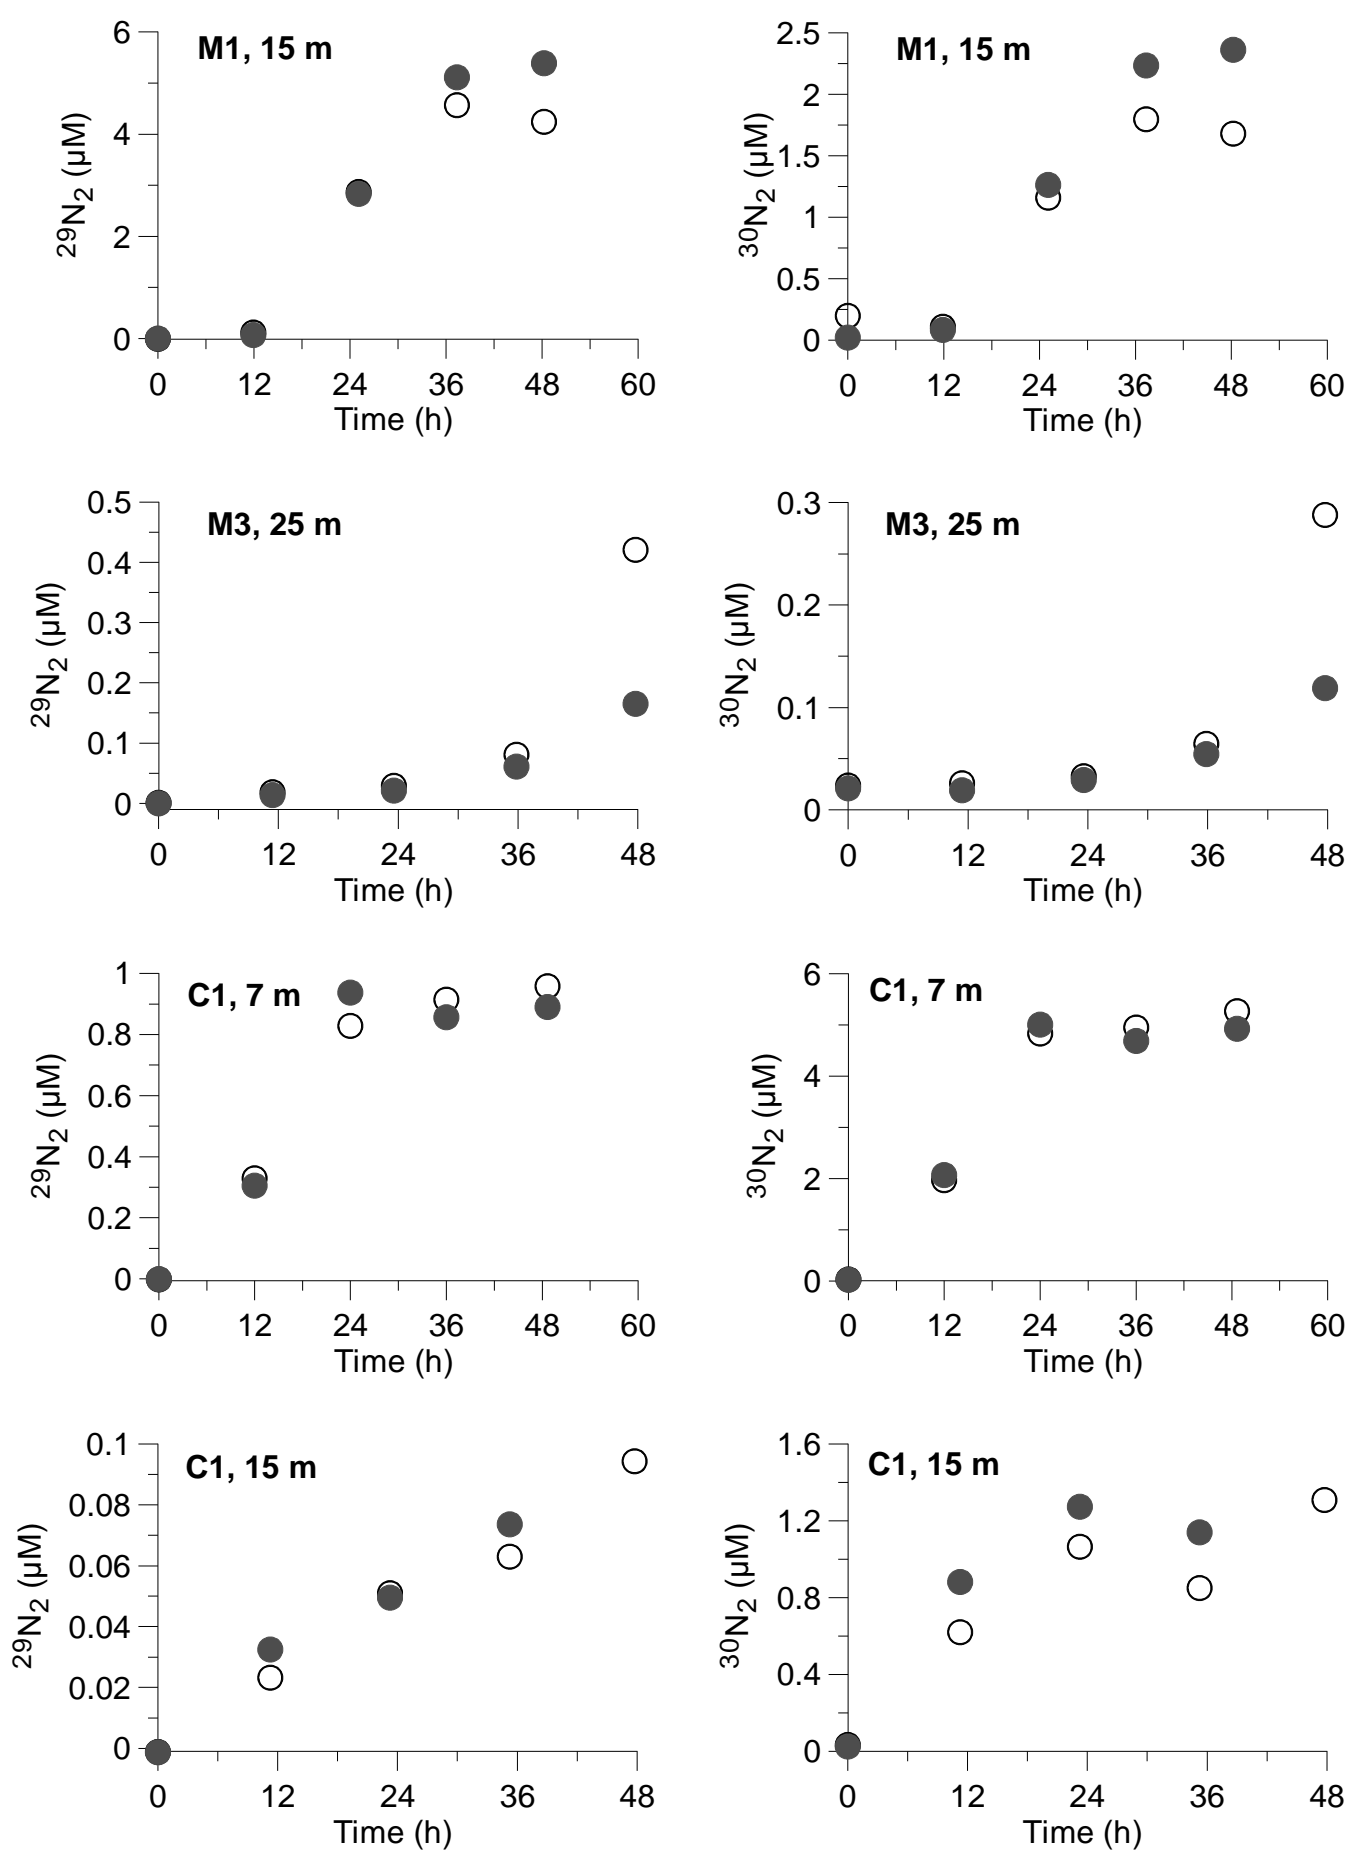 M1, 15 m
²⁹N₂ (µM)
6
4
2
0
0 12 24 36 48 60
Time (h)
M1, 15 m
³⁰N₂ (µM)
2.5
2
1.5
1
0.5
0
0 12 24 36 48 60
Time (h)
M3, 25 m
²⁹N₂ (µM)
0.5
0.4
0.3
0.2
0.1
0
0 12 24 36 48
Time (h)
M3, 25 m
³⁰N₂ (µM)
0.3
0.2
0.1
0
0 12 24 36 48
Time (h)
C1, 7 m
²⁹N₂ (µM)
1
0.8
0.6
0.4
0.2
0
0 12 24 36 48 60
Time (h)
C1, 7 m
³⁰N₂ (µM)
6
4
2
0
0 12 24 36 48 60
Time (h)
C1, 15 m
²⁹N₂ (µM)
0.1
0.08
0.06
0.04
0.02
0
0 12 24 36 48
Time (h)
C1, 15 m
³⁰N₂ (µM)
1.6
1.2
0.8
0.4
0
0 12 24 36 48
Time (h)